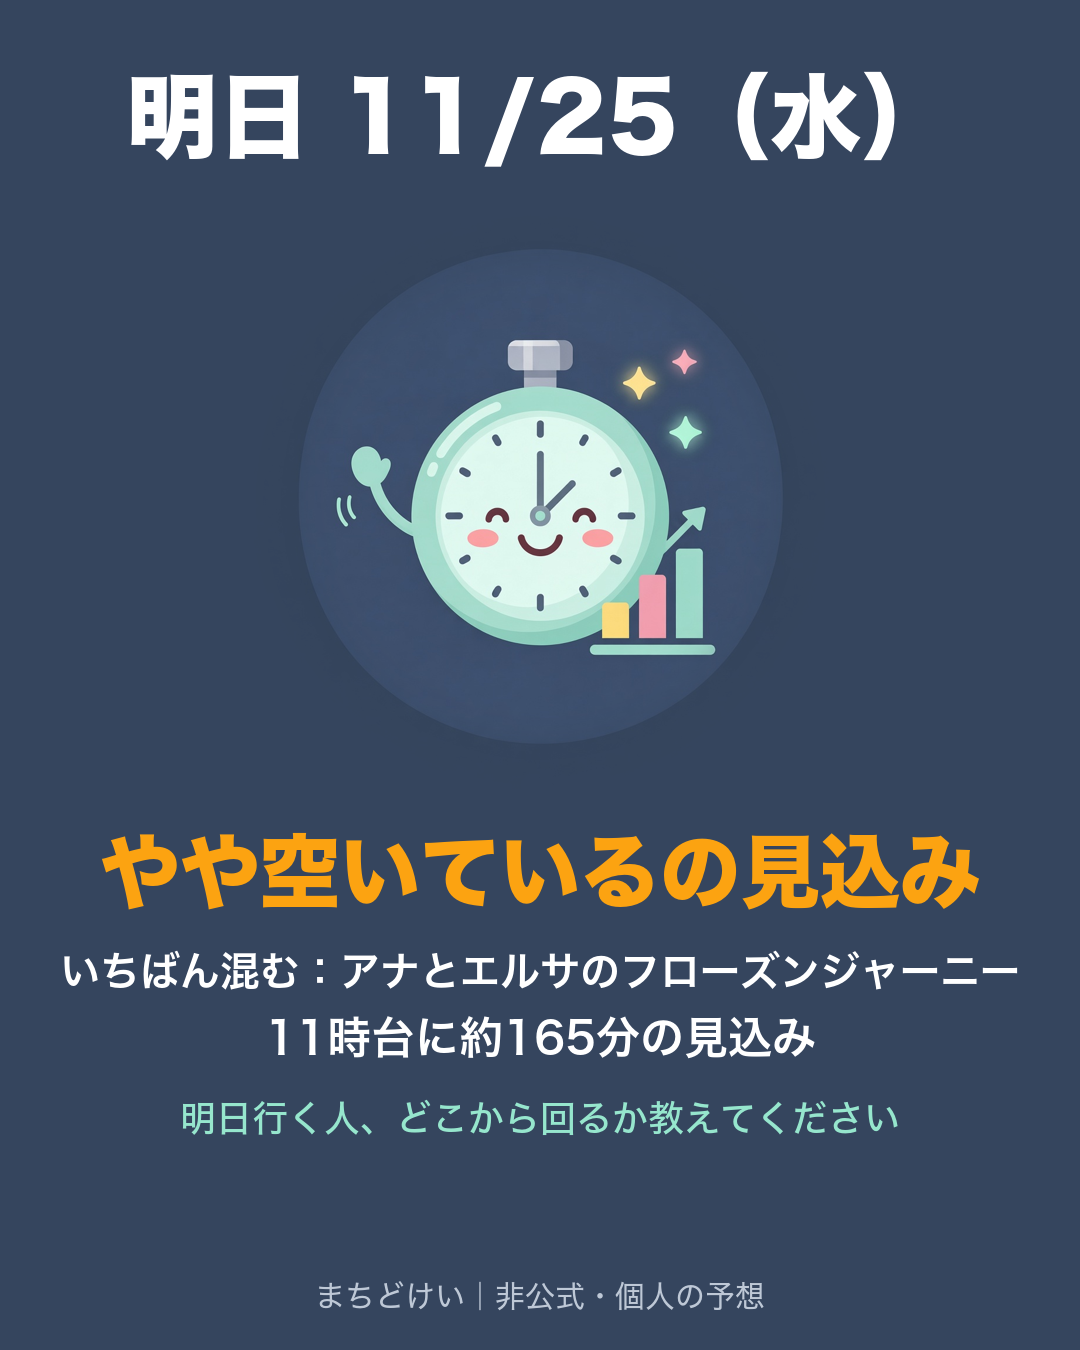 明日 11/25（水）
やや空いているの見込み
いちばん混む：アナとエルサのフローズンジャーニー
11時台に約165分の見込み
明日行く人、どこから回るか教えてください
まちどけい｜非公式・個人の予想